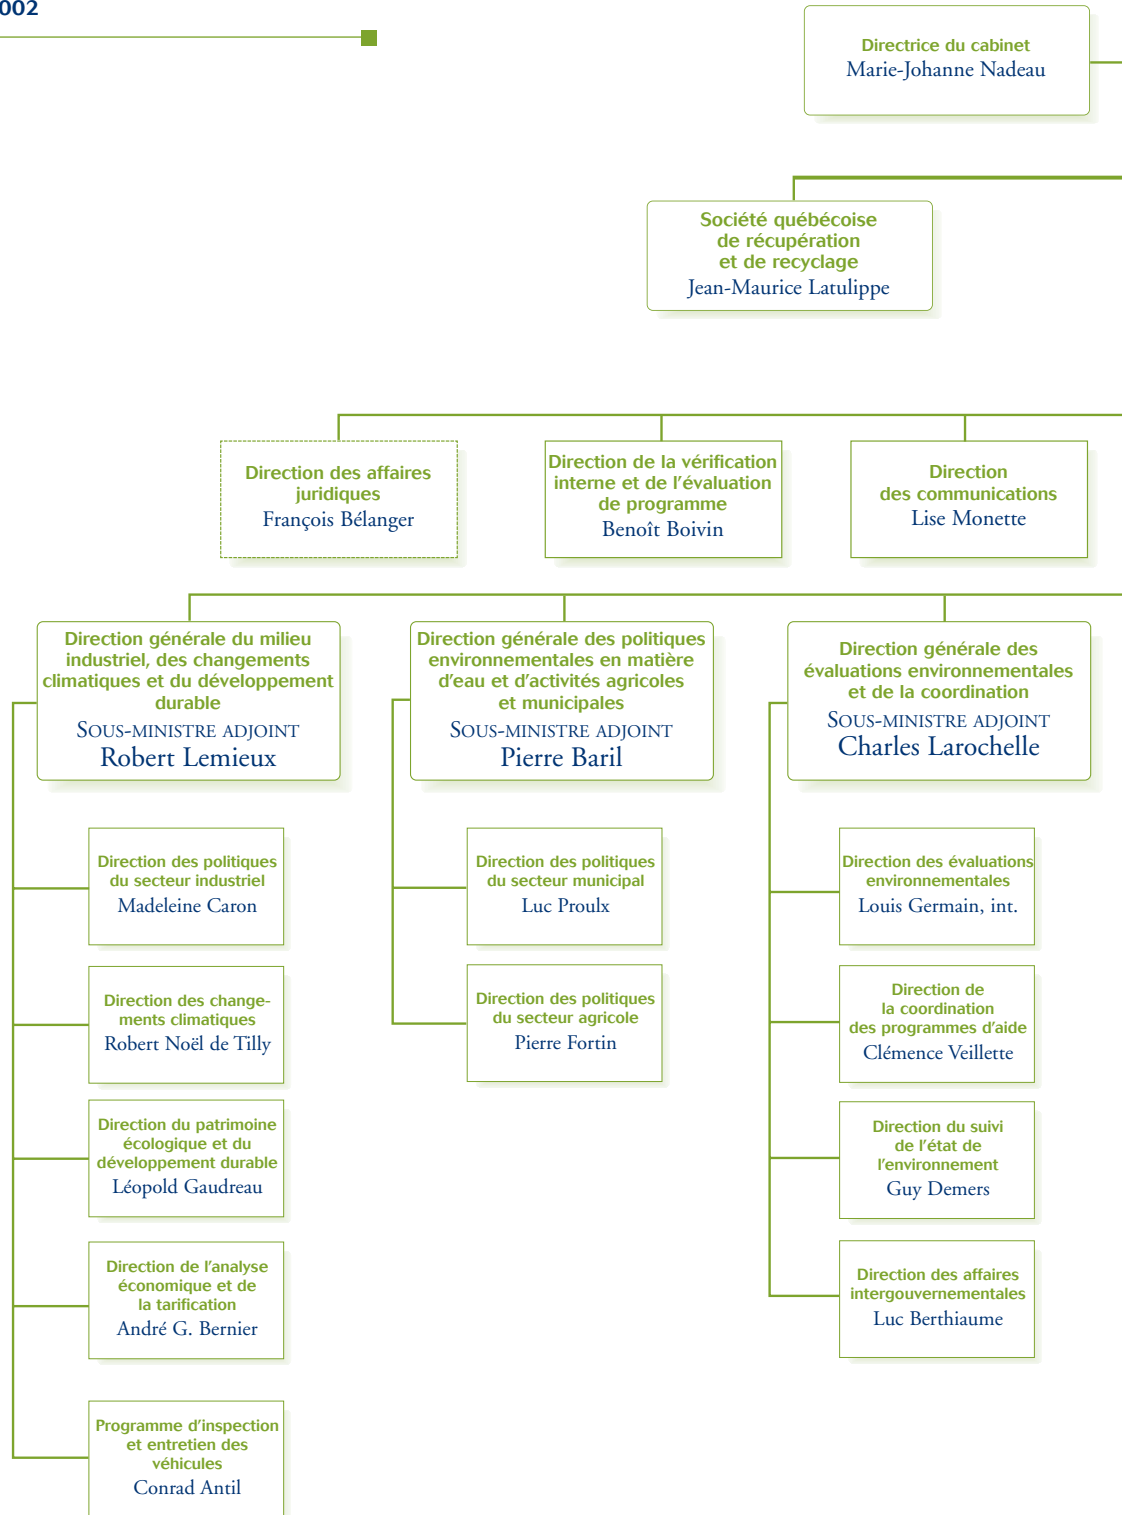 002
Directrice du cabinet
Marie-Johanne Nadeau
Société québécoise
de récupération
et de recyclage
Jean-Maurice Latulippe
Direction des affaires
juridiques
François Bélanger
Direction de la vérification
interne et de l'évaluation
de programme
Benoît Boivin
Direction
des communications
Lise Monette
Direction générale du milieu
industriel, des changements
climatiques et du développement
durable
SOUS-MINISTRE ADJOINT
Robert Lemieux
Direction générale des politiques
environnementales en matière
d'eau et d'activités agricoles
et municipales
SOUS-MINISTRE ADJOINT
Pierre Baril
Direction générale des
évaluations environnementales
et de la coordination
SOUS-MINISTRE ADJOINT
Charles Larochelle
Direction des politiques
du secteur industriel
Madeleine Caron
Direction des change-
ments climatiques
Robert Noël de Tilly
Direction du patrimoine
écologique et du
développement durable
Léopold Gaudreau
Direction de l'analyse
économique et de
la tarification
André G. Bernier
Programme d'inspection
et entretien des
véhicules
Conrad Antil
Direction des politiques
du secteur municipal
Luc Proulx
Direction des politiques
du secteur agricole
Pierre Fortin
Direction des évaluations
environnementales
Louis Germain, int.
Direction de
la coordination
des programmes d'aide
Clémence Veillette
Direction du suivi
de l'état de
l'environnement
Guy Demers
Direction des affaires
intergouvernementales
Luc Berthiaume